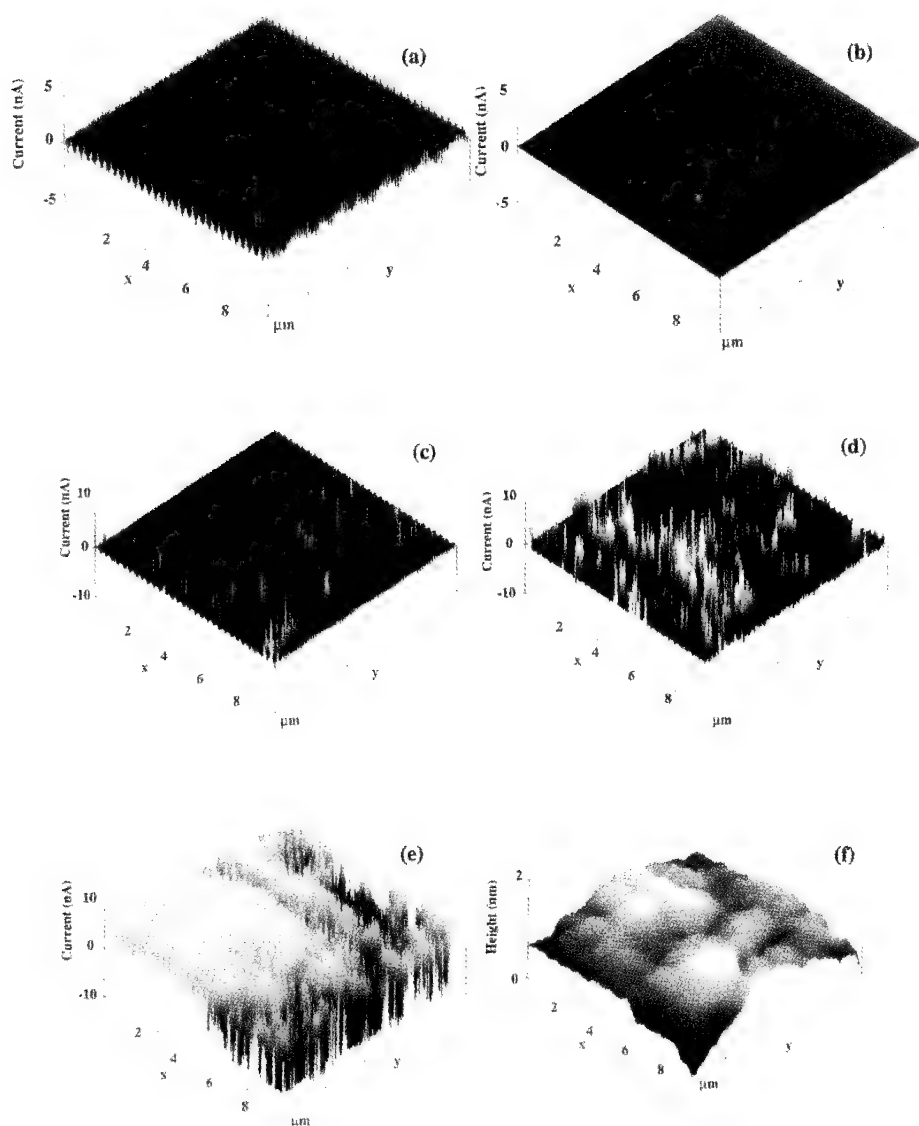 (a)
Current (nA)
5
0
-5
2
x 4
6
8
y
µm
(b)
Current (nA)
5
0
-5
2
x 4
6
8
y
µm
(c)
Current (nA)
10
0
-10
2
x 4
6
8
y
µm
(d)
Current (nA)
10
0
-10
2
x 4
6
8
y
µm
(e)
Current (nA)
10
0
-10
2
x 4
6
8
y
µm
(f)
Height (nm)
2
0
2
x 4
6
8
y
µm